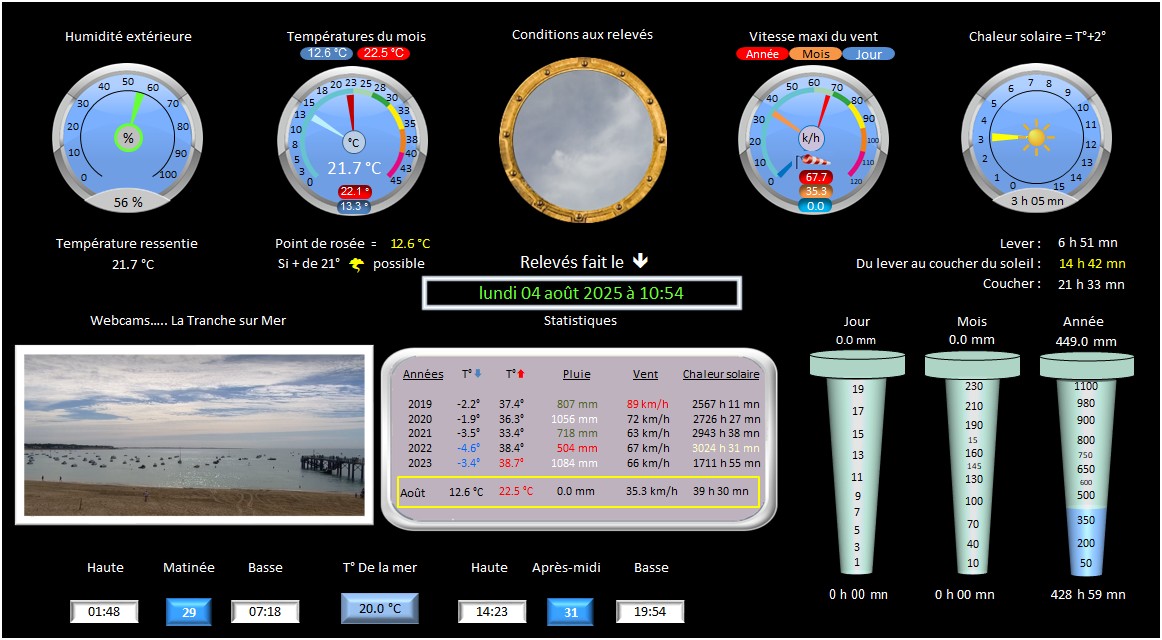 Humidité extérieure
Températures du mois
12.6 °C 22.5 °C
Conditions aux relevés
Vitesse maxi du vent
Année Mois Jour
Chaleur solaire = T°+2°
0 10 20 30 40 50 60 70 80 90 100
%
56 %
0 3 5 8 10 13 15 18 20 23 25 28 30 33 35 38 40 43 45
°C
21.7 °C
22.1 °
13.3 °
0 10 20 30 40 50 60 70 80 90 100 110 120
k/h
67.7
35.3
0.0
0 1 2 3 4 5 6 7 8 9 10 11 12 13 14 15
3 h 05 mn
Température ressentie
21.7 °C
Point de rosée = 12.6 °C
Si + de 21° possible
Relevés fait le
lundi 04 août 2025 à 10:54
Lever : 6 h 51 mn
Du lever au coucher du soleil : 14 h 42 mn
Coucher : 21 h 33 mn
Webcams..... La Tranche sur Mer
Statistiques
Années T° T° Pluie Vent Chaleur solaire
2019 -2.2° 37.4° 807 mm 89 km/h 2567 h 11 mn
2020 -1.9° 36.3° 1056 mm 72 km/h 2726 h 27 mn
2021 -3.5° 33.4° 718 mm 63 km/h 2943 h 38 mn
2022 -4.6° 38.4° 504 mm 67 km/h 3024 h 31 mn
2023 -3.4° 38.7° 1084 mm 66 km/h 1711 h 55 mn
Août 12.6 °C 22.5 °C 0.0 mm 35.3 km/h 39 h 30 mn
Jour
0.0 mm
19
17
15
13
11
9
7
5
3
1
0 h 00 mn
Mois
0.0 mm
230
210
190
15
160
145
130
100
70
40
10
0 h 00 mn
Année
449.0 mm
1100
980
900
800
750
650
600
500
350
200
50
428 h 59 mn
Haute Matinée Basse T° De la mer Haute Après-midi Basse
01:48 29 07:18 20.0 °C 14:23 31 19:54